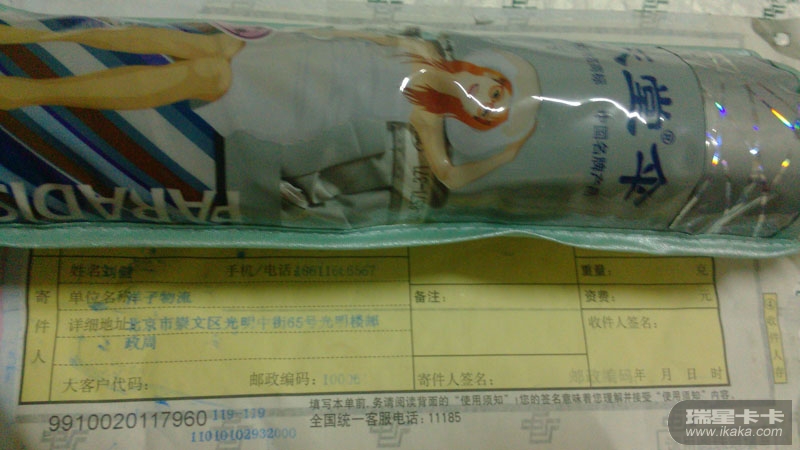 堂®伞
中国名牌产品
PARADIS
姓名 手机/电话
重量: 克
寄件人
单位名称 洋子物流
备注:
资费: 元
详细地址 北京市崇文区光明中街65号光明楼邮
政局
收件人签名:
大客户代码:
邮政编码:
寄件人签名:
年 月 日 时
填写本单前,务请阅读背面的“使用须知”!您的签名意味着您理解并接受“使用须知”内容。
9910020117960
119-119
全国统一客服电话: 11185
11010102932000
瑞星卡卡
www.ikaka.com